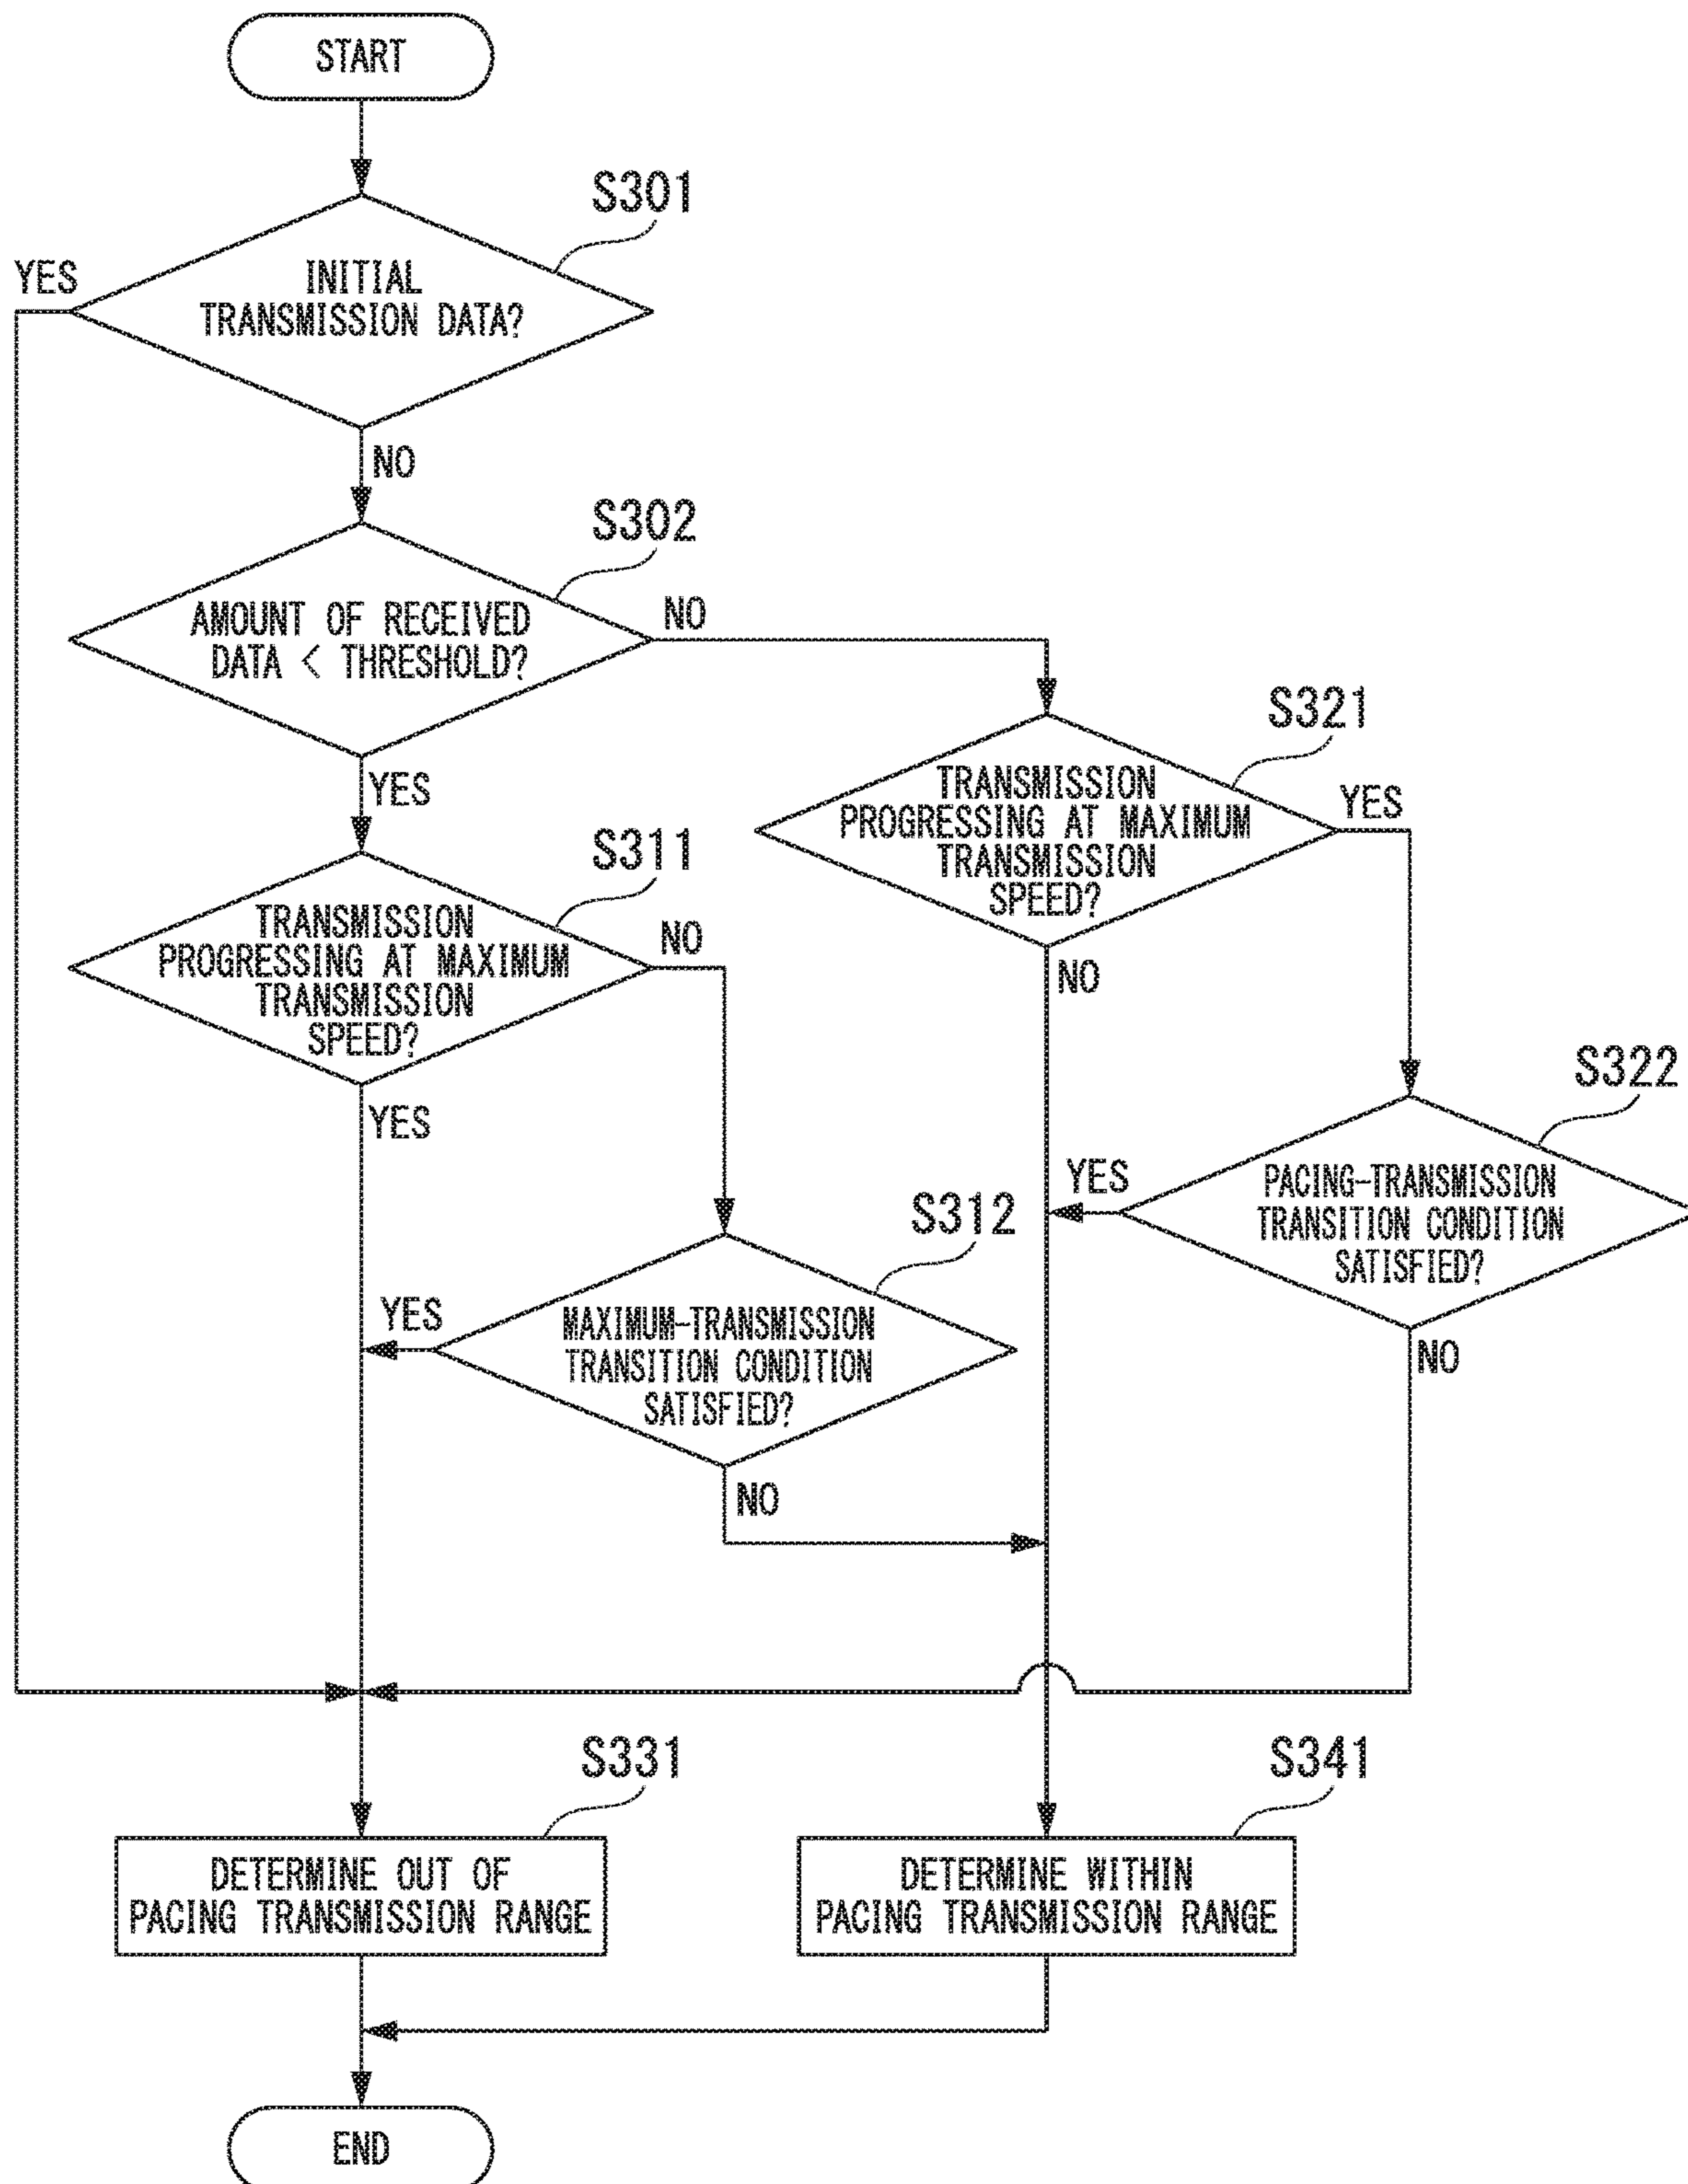 START
S301
YES
INITIAL
TRANSMISSION DATA?
NO
S302
AMOUNT OF RECEIVED
DATA < THRESHOLD?
NO
YES
S321
TRANSMISSION
PROGRESSING AT MAXIMUM
TRANSMISSION
SPEED?
YES
NO
S311
TRANSMISSION
PROGRESSING AT MAXIMUM
TRANSMISSION
SPEED?
NO
YES
S322
PACING-TRANSMISSION
TRANSITION CONDITION
SATISFIED?
YES
NO
S312
MAXIMUM-TRANSMISSION
TRANSITION CONDITION
SATISFIED?
YES
NO
S331
DETERMINE OUT OF
PACING TRANSMISSION RANGE
S341
DETERMINE WITHIN
PACING TRANSMISSION RANGE
END